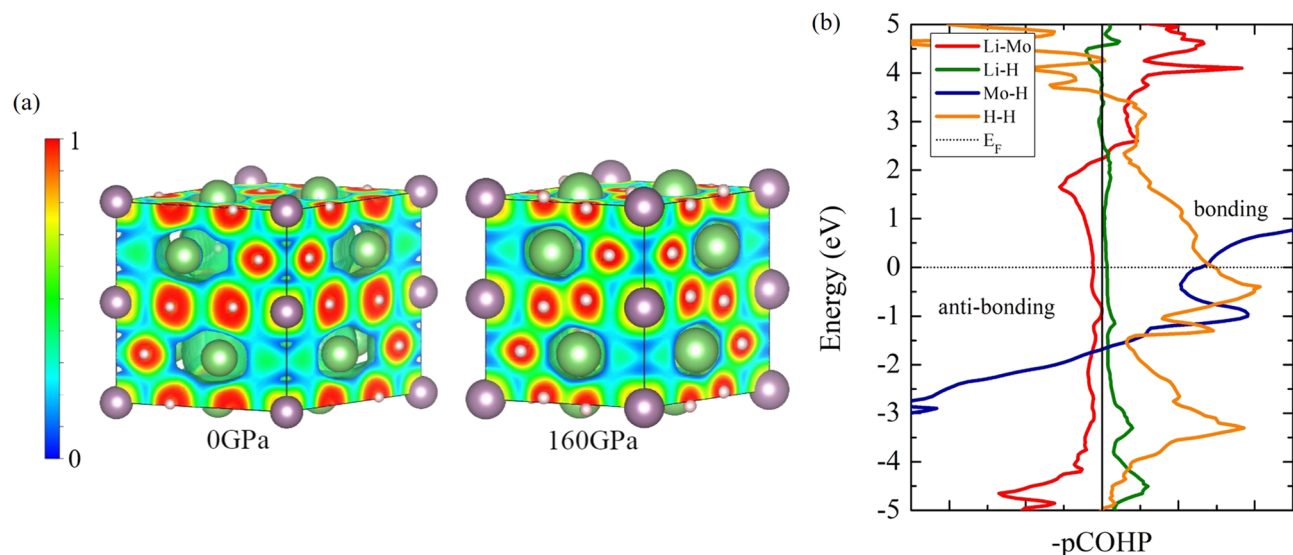 (a)
1
0
0GPa
160GPa
(b)
Energy (eV)
5
4
3
2
1
0
-1
-2
-3
-4
-5
Li-Mo
Li-H
Mo-H
H-H
E_F
bonding
anti-bonding
-pCOHP